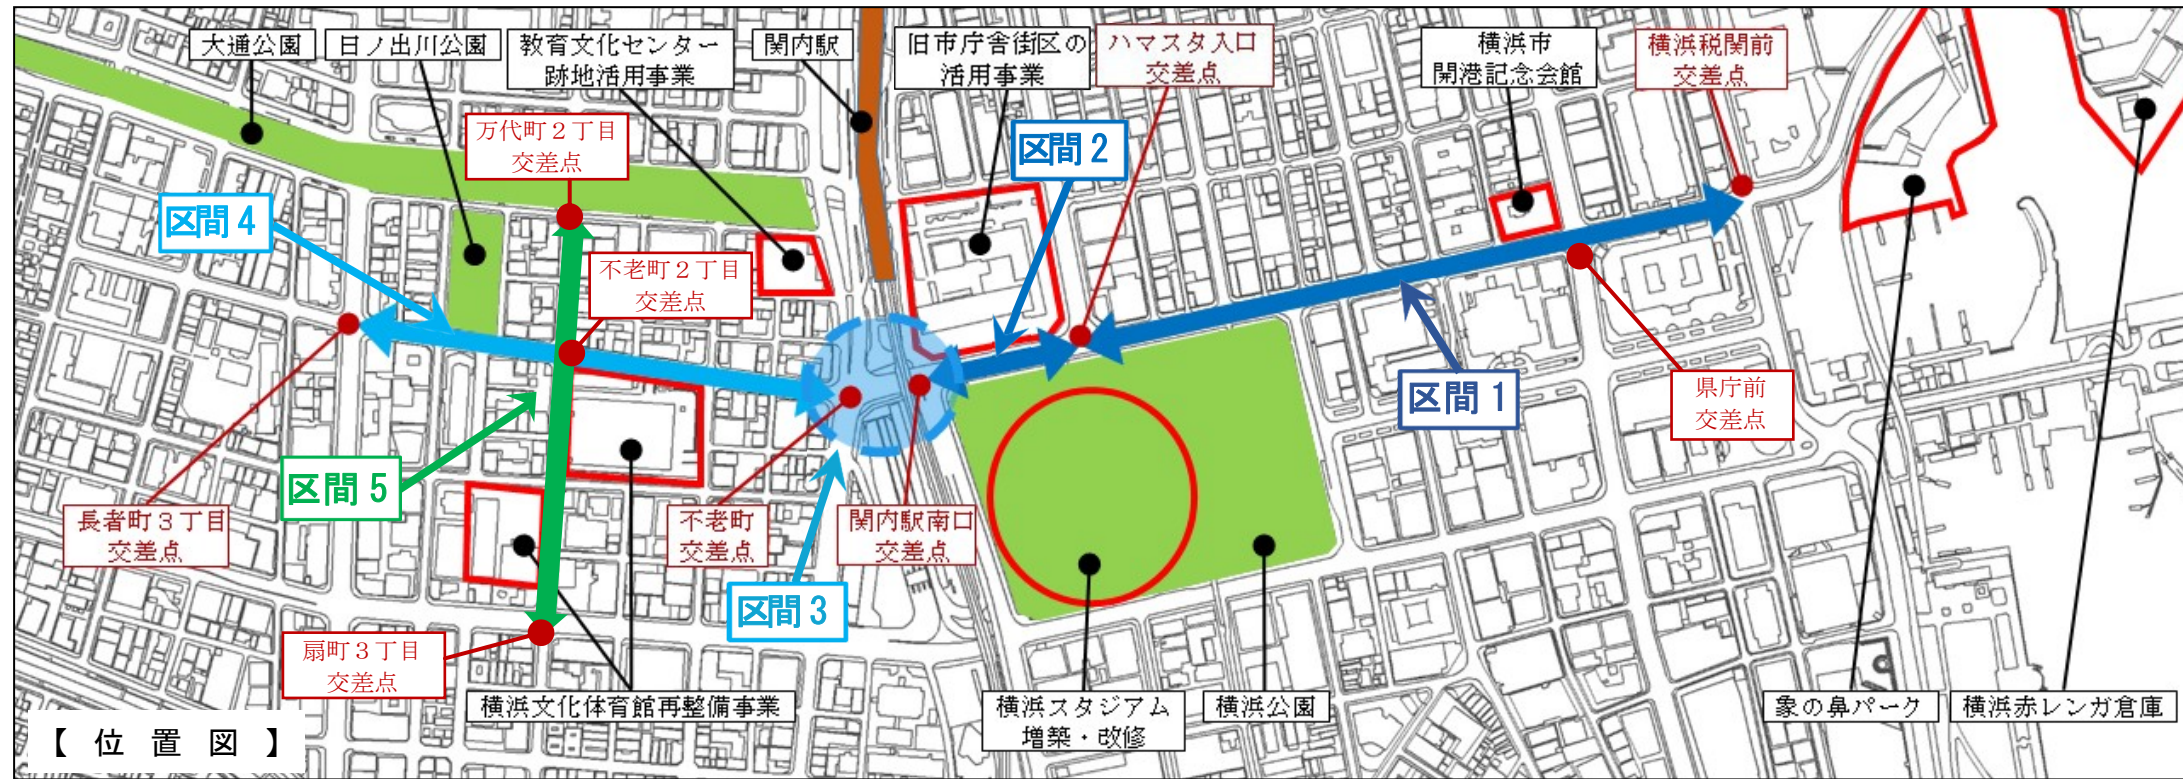 大通公園
日ノ出川公園
教育文化センター
跡地活用事業
関内駅
旧市庁舎街区の
活用事業
ハマスタ入口
交差点
横浜市
開港記念会館
横浜税関前
交差点
万代町２丁目
交差点
区間２
区間４
不老町２丁目
交差点
区間１
県庁前
交差点
区間５
長者町３丁目
交差点
不老町
交差点
関内駅南口
交差点
区間３
扇町３丁目
交差点
横浜文化体育館再整備事業
横浜スタジアム
増築・改修
横浜公園
象の鼻パーク
横浜赤レンガ倉庫
【位置図】